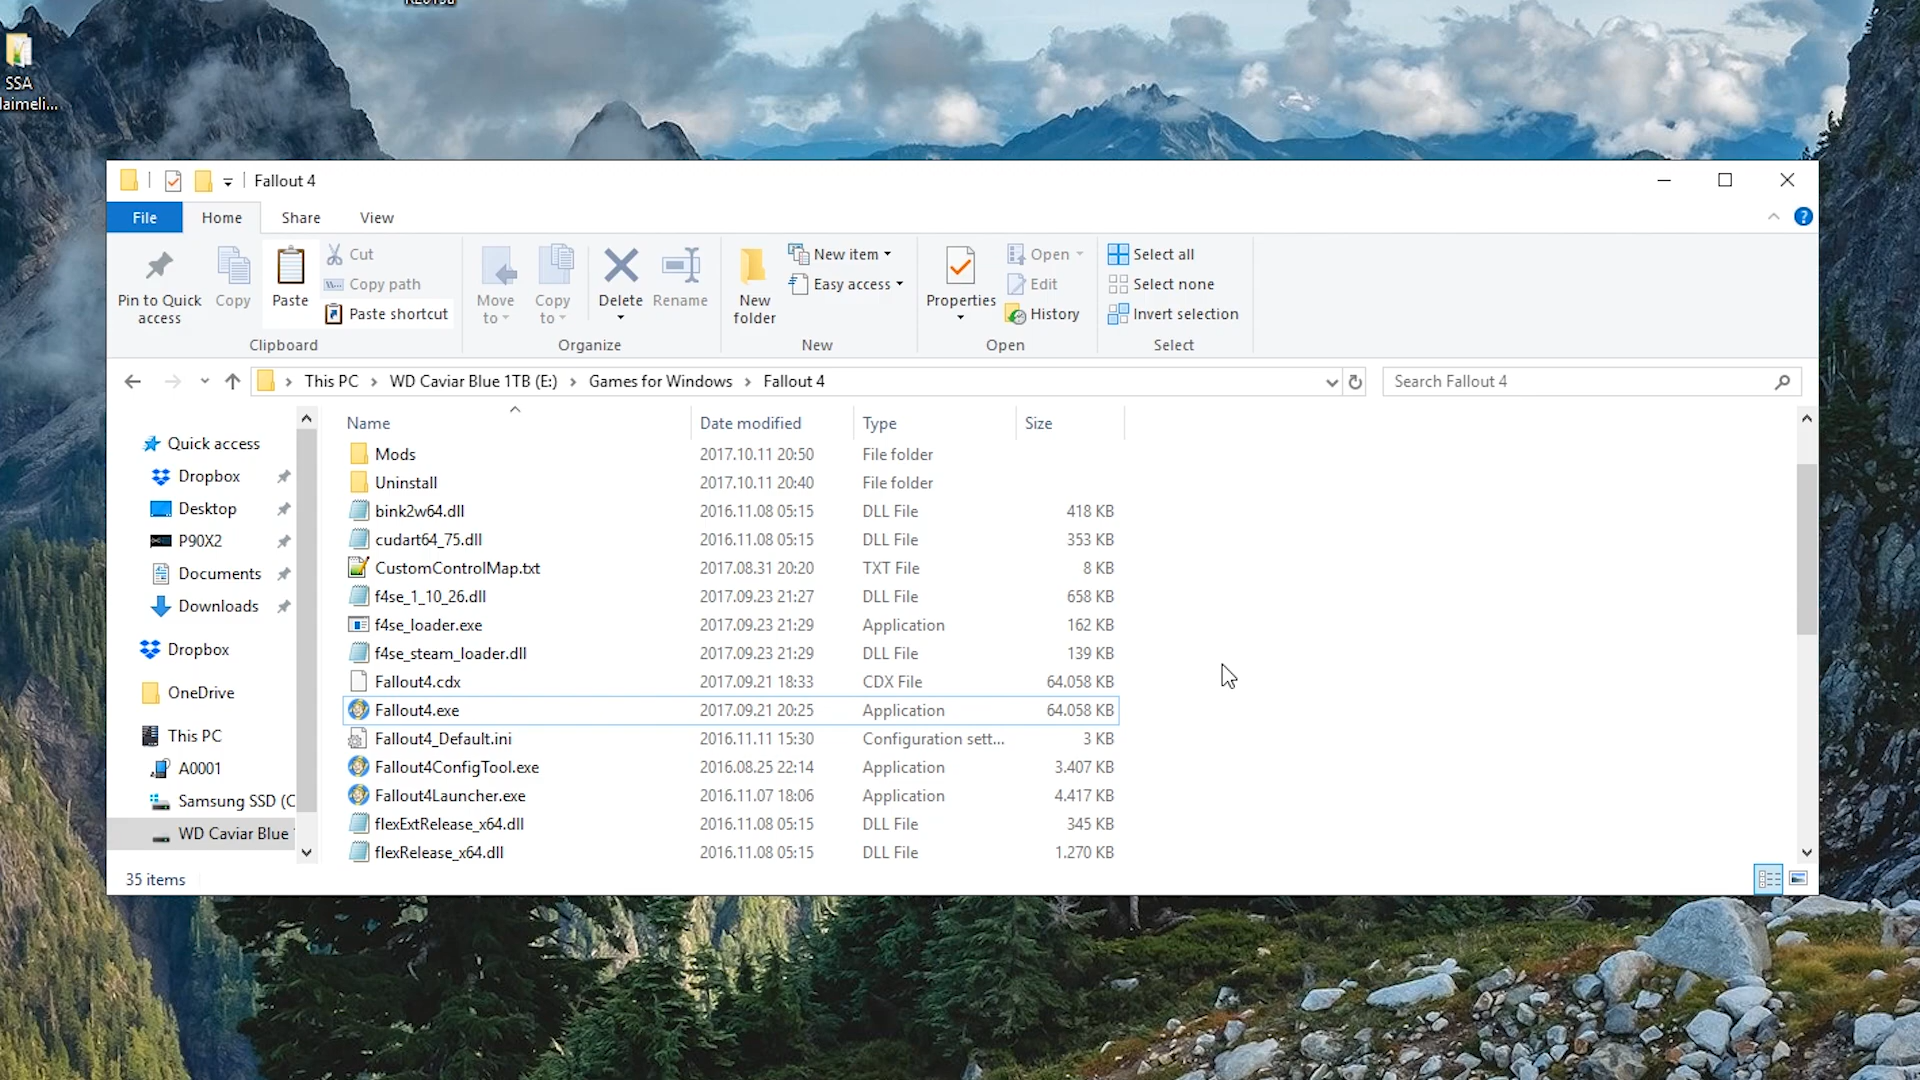 SSA
laimeli...
Fallout 4
File
Home
Share
View
Pin to Quick access
Copy
Paste
Cut
Copy path
Paste shortcut
Clipboard
Move to
Copy to
Delete
Rename
Organize
New folder
New item
Easy access
New
Properties
Open
Edit
History
Open
Select all
Select none
Invert selection
Select
This PC > WD Caviar Blue 1TB (E:) > Games for Windows > Fallout 4
Search Fallout 4
Quick access
Dropbox
Desktop
P90X2
Documents
Downloads
Dropbox
OneDrive
This PC
A0001
Samsung SSD (C
WD Caviar Blue
Name Date modified Type Size
Mods 2017.10.11 20:50 File folder
Uninstall 2017.10.11 20:40 File folder
bink2w64.dll 2016.11.08 05:15 DLL File 418 KB
cudart64_75.dll 2016.11.08 05:15 DLL File 353 KB
CustomControlMap.txt 2017.08.31 20:20 TXT File 8 KB
f4se_1_10_26.dll 2017.09.23 21:27 DLL File 658 KB
f4se_loader.exe 2017.09.23 21:29 Application 162 KB
f4se_steam_loader.dll 2017.09.23 21:29 DLL File 139 KB
Fallout4.cdx 2017.09.21 18:33 CDX File 64.058 KB
Fallout4.exe 2017.09.21 20:25 Application 64.058 KB
Fallout4_Default.ini 2016.11.11 15:30 Configuration sett... 3 KB
Fallout4ConfigTool.exe 2016.08.25 22:14 Application 3.407 KB
Fallout4Launcher.exe 2016.11.07 18:06 Application 4.417 KB
flexExtRelease_x64.dll 2016.11.08 05:15 DLL File 345 KB
flexRelease_x64.dll 2016.11.08 05:15 DLL File 1.270 KB
35 items